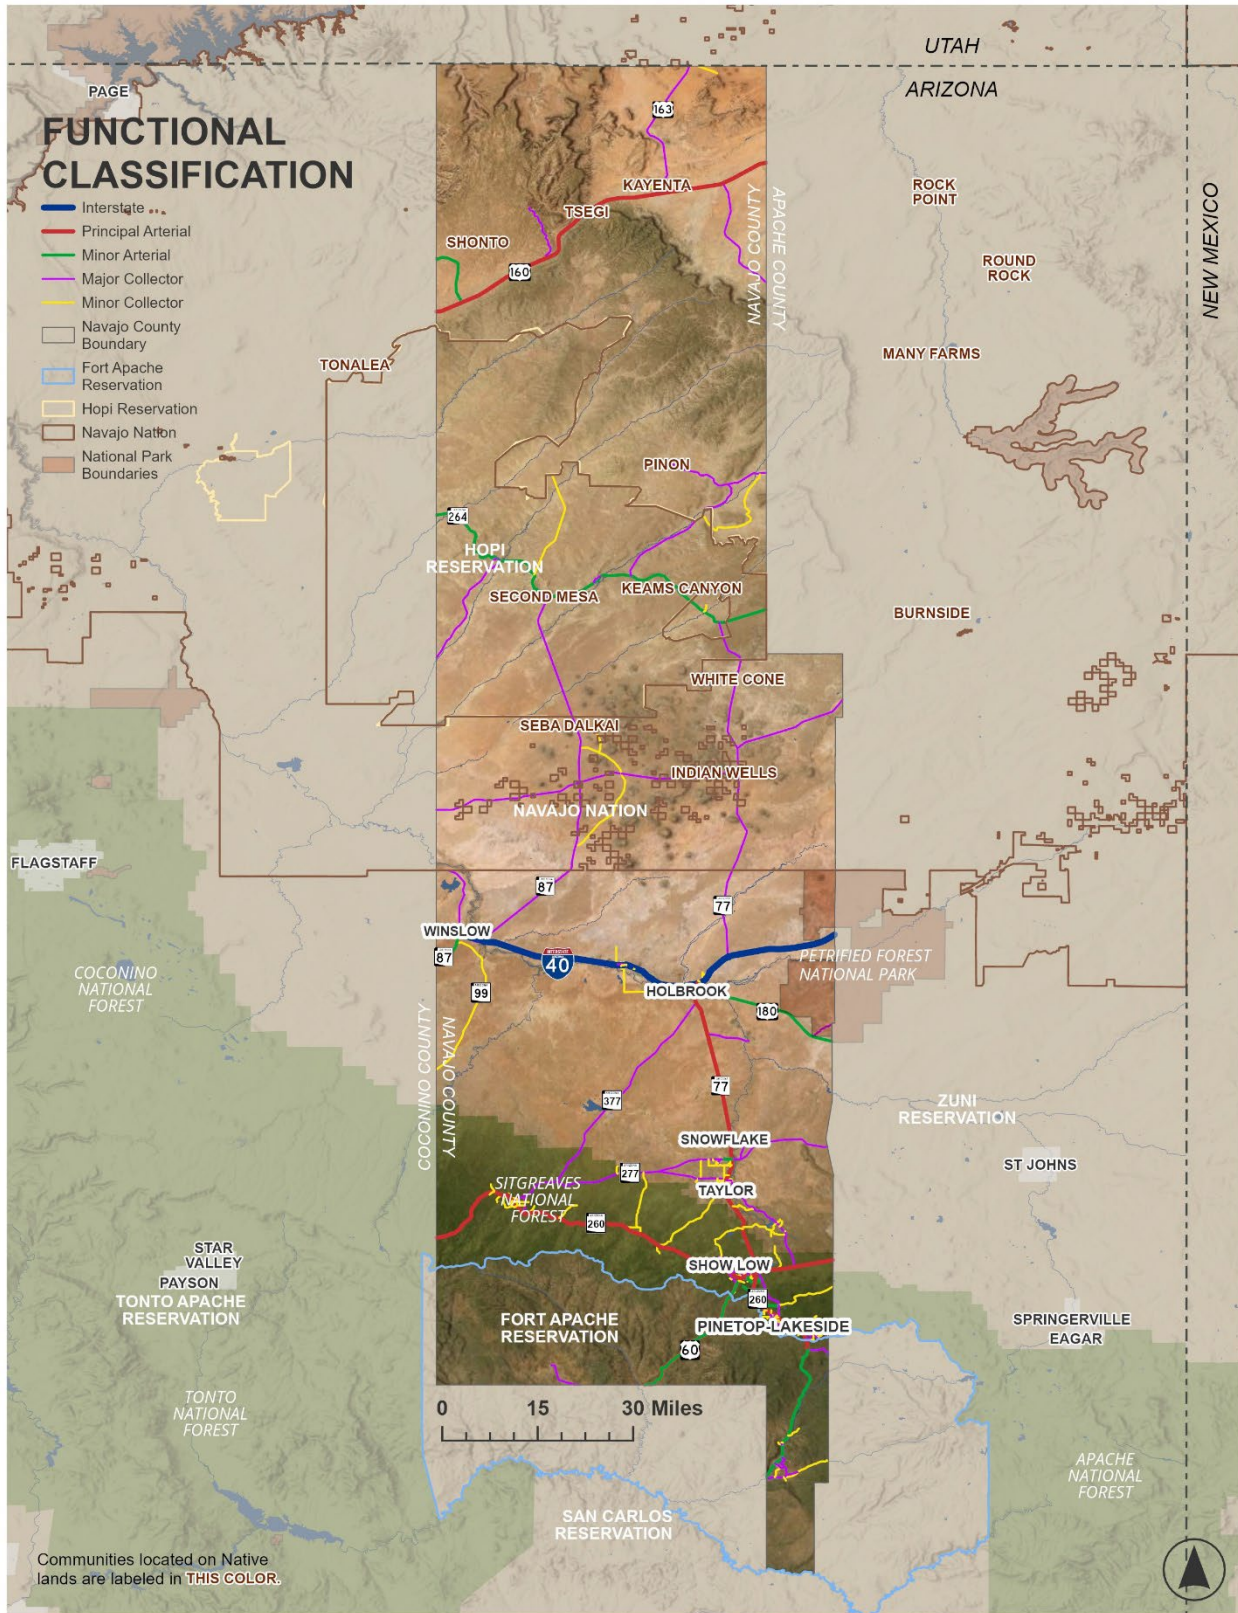 UTAH
ARIZONA
NEW MEXICO
PAGE
FUNCTIONAL
CLASSIFICATION
Interstate
Principal Arterial
Minor Arterial
Major Collector
Minor Collector
Navajo County
Boundary
Fort Apache
Reservation
Hopi Reservation
Navajo Nation
National Park
Boundaries
163
KAYENTA
TSEGI
SHONTO
160
NAVAJO COUNTY
APACHE COUNTY
ROCK
POINT
ROUND
ROCK
MANY FARMS
TONALEA
PINON
264
HOPI
RESERVATION
SECOND MESA
KEAMS CANYON
BURNSIDE
WHITE CONE
SEBA DALKAI
INDIAN WELLS
NAVAJO NATION
FLAGSTAFF
87
77
WINSLOW
87
INTERSTATE
40
99
HOLBROOK
PETRIFIED FOREST
NATIONAL PARK
180
COCONINO
NATIONAL
FOREST
COCONINO COUNTY
NAVAJO COUNTY
77
377
ZUNI
RESERVATION
SNOWFLAKE
277
TAYLOR
ST JOHNS
SITGREAVES
NATIONAL
FOREST
260
STAR
VALLEY
PAYSON
TONTO APACHE
RESERVATION
SHOW LOW
260
FORT APACHE
RESERVATION
PINETOP-LAKESIDE
60
SPRINGERVILLE
EAGAR
TONTO
NATIONAL
FOREST
0 15 30 Miles
APACHE
NATIONAL
FOREST
SAN CARLOS
RESERVATION
Communities located on Native
lands are labeled in THIS COLOR.